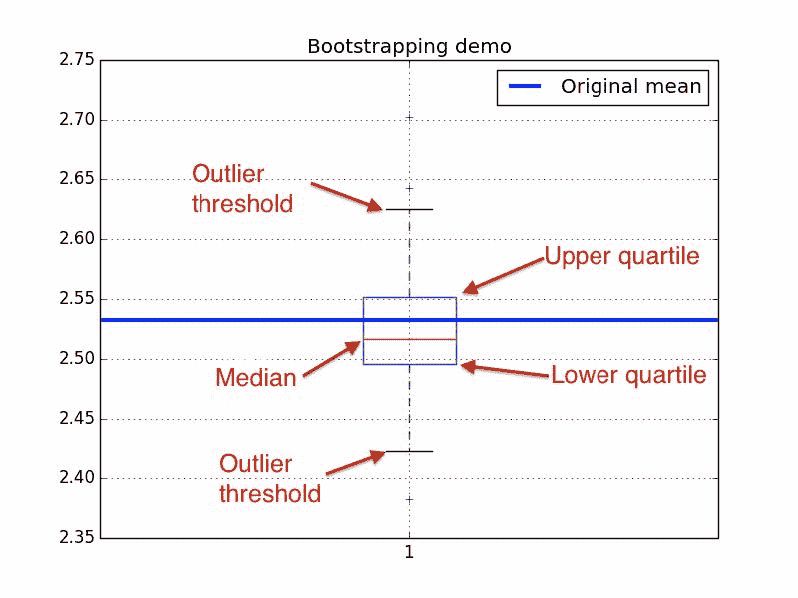 Bootstrapping demo
2.75
Original mean
2.70
2.65
Outlier
threshold
2.60
Upper quartile
2.55
2.50
Median
Lower quartile
2.45
Outlier
threshold
2.40
2.35
1